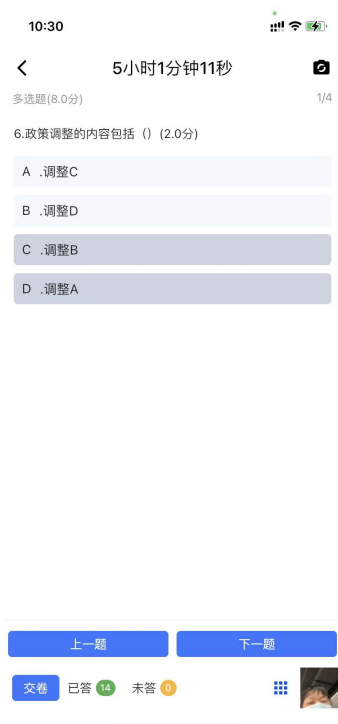 10:30
5小时1分钟11秒
多选题(8.0分) 1/4
6.政策调整的内容包括（）(2.0分)
A .调整C
B .调整D
C .调整B
D .调整A
上一题 下一题
交卷 已答 14 未答 0